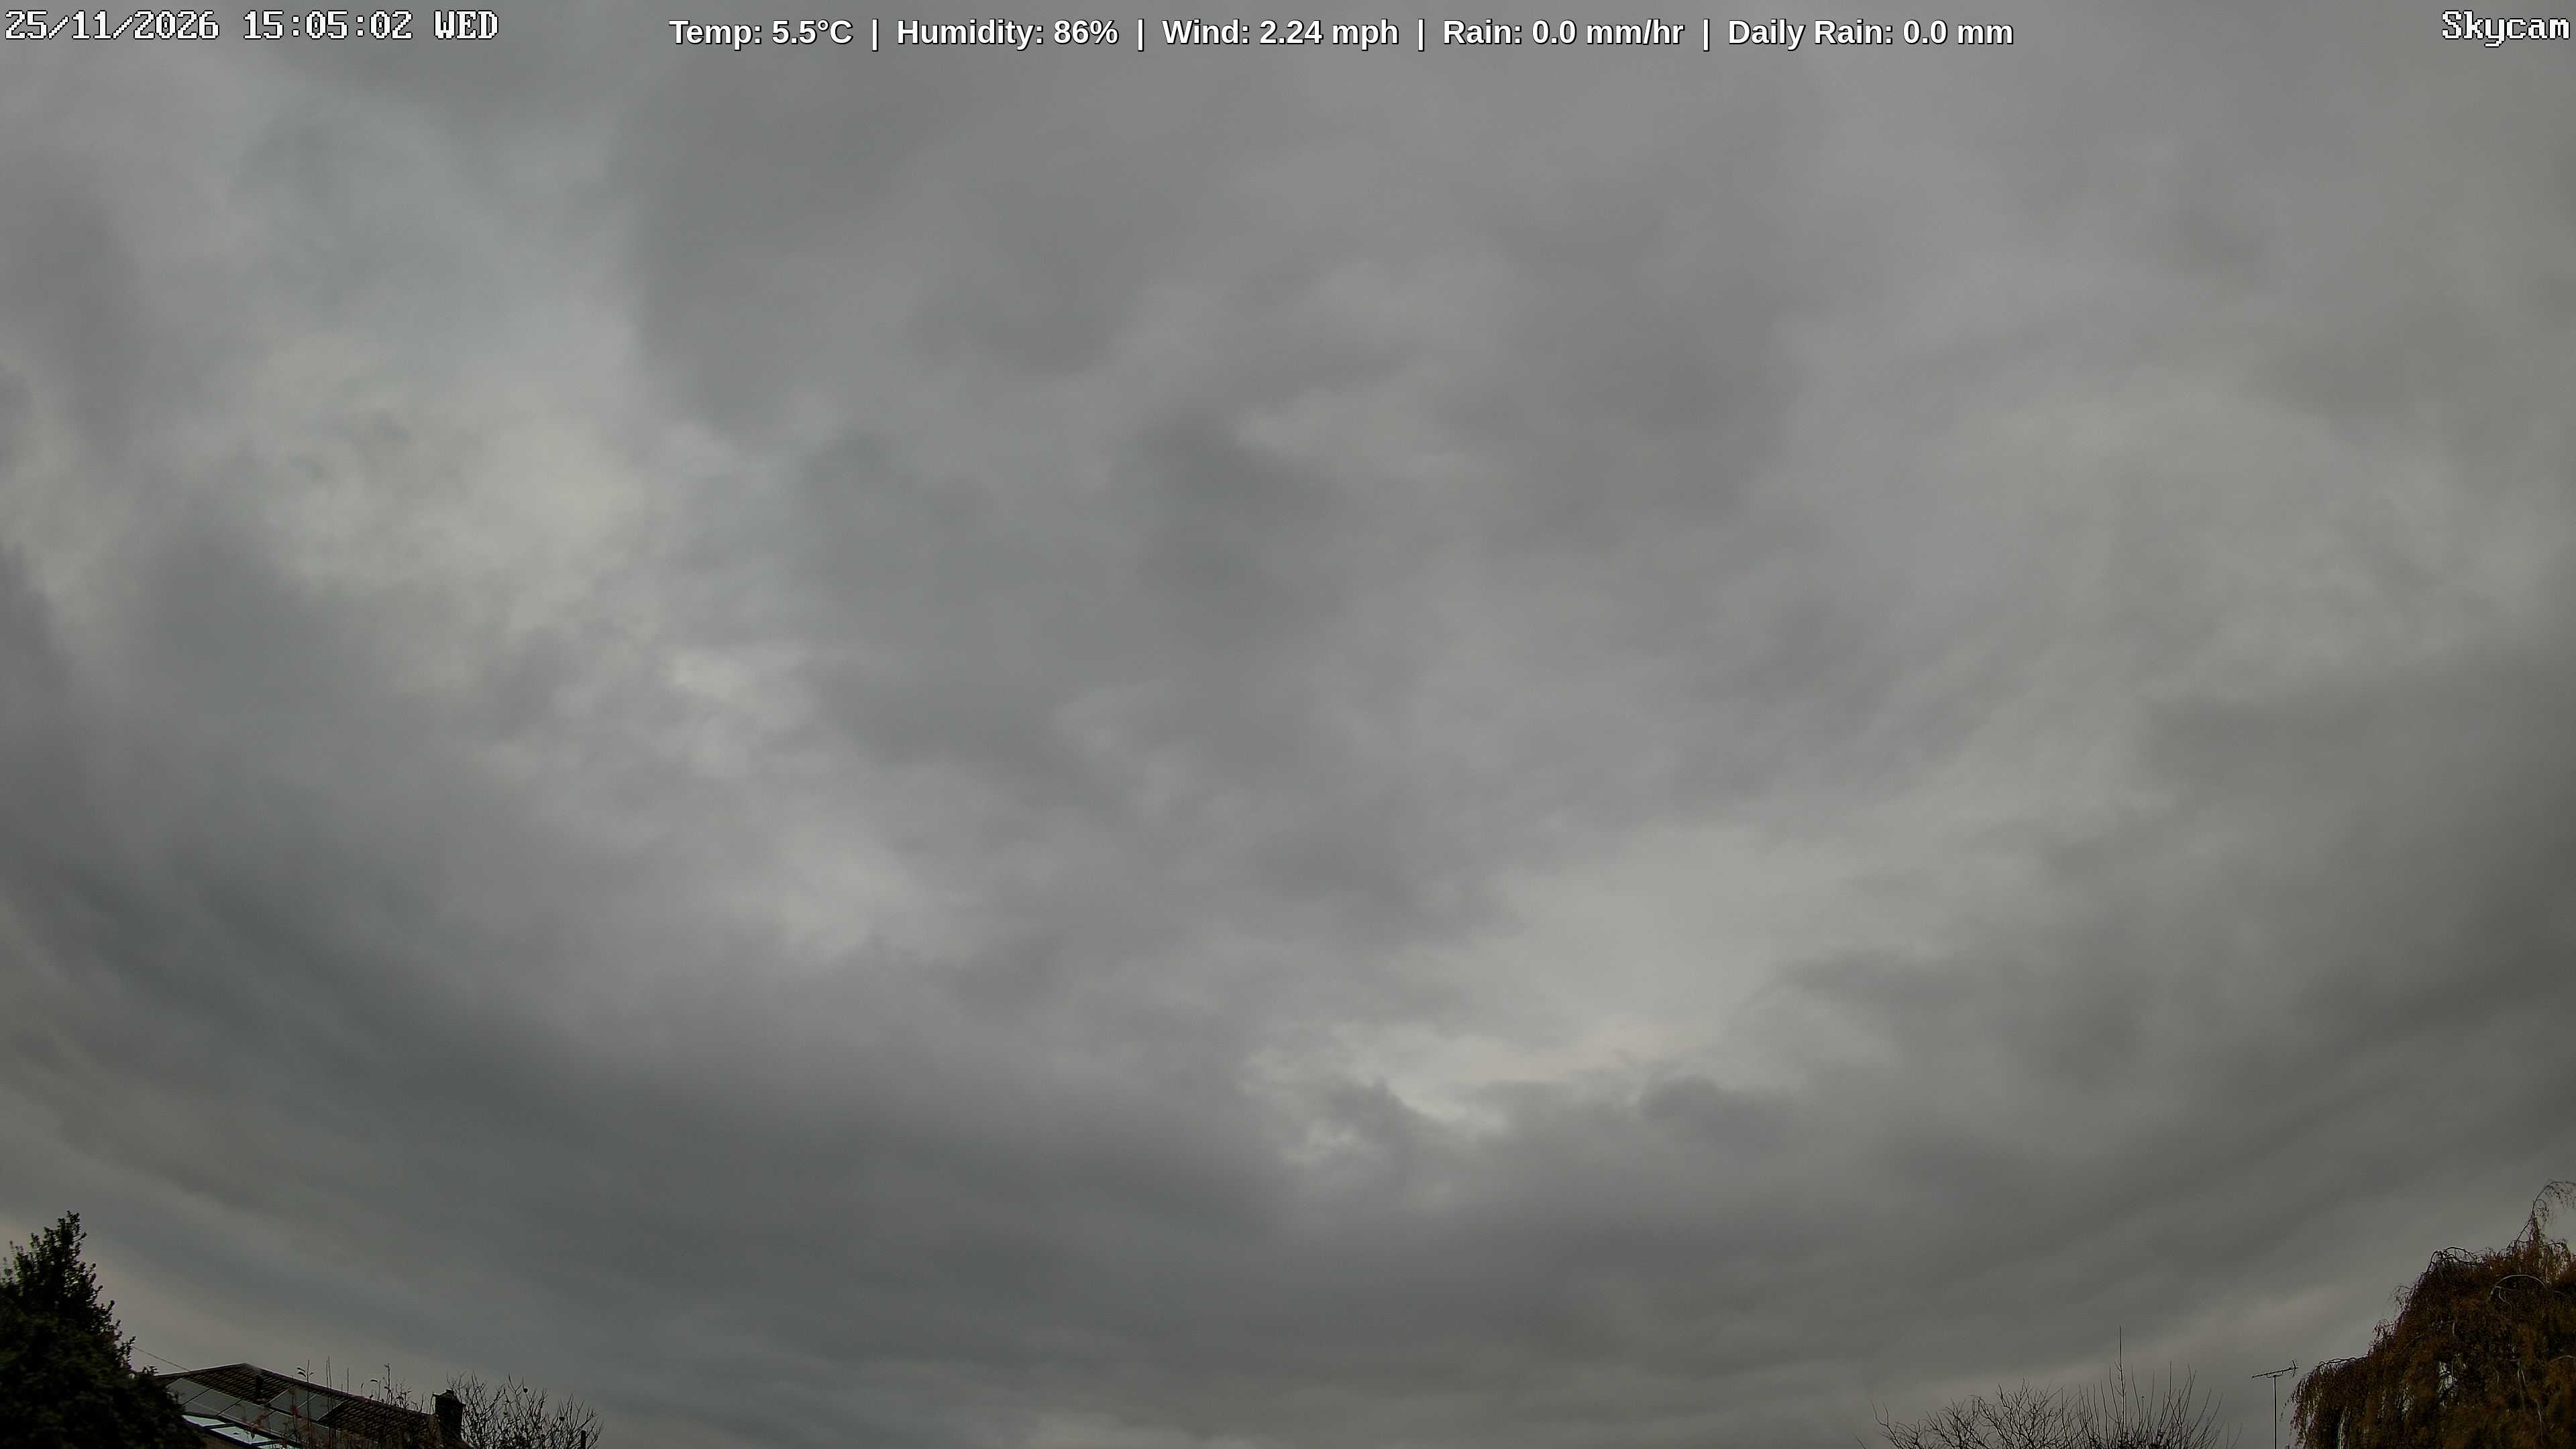 25/11/2026 15:05:02 WED
Temp: 5.5°C | Humidity: 86% | Wind: 2.24 mph | Rain: 0.0 mm/hr | Daily Rain: 0.0 mm
Skycam